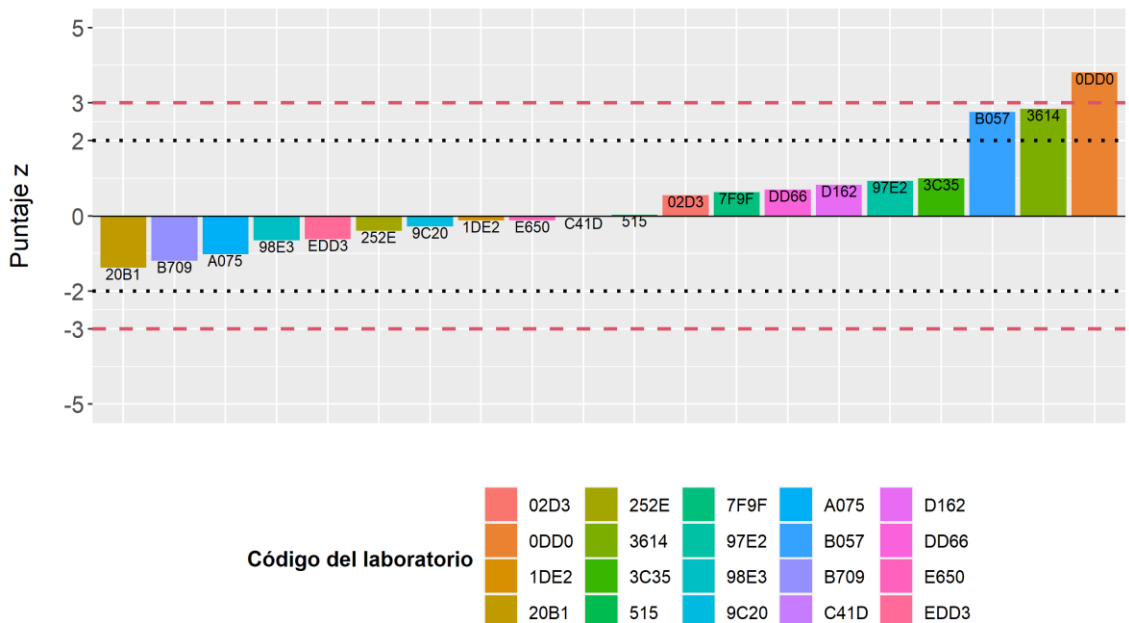 5
3
2
0
-2
-3
-5
Puntaje z
20B1
B709
A075
98E3
EDD3
252E
9C20
1DE2
E650
C41D
515
02D3
7F9F
DD66
D162
97E2
3C35
B057
3614
0DD0
Código del laboratorio
02D3 252E 7F9F A075 D162
0DD0 3614 97E2 B057 DD66
1DE2 3C35 98E3 B709 E650
20B1 515 9C20 C41D EDD3